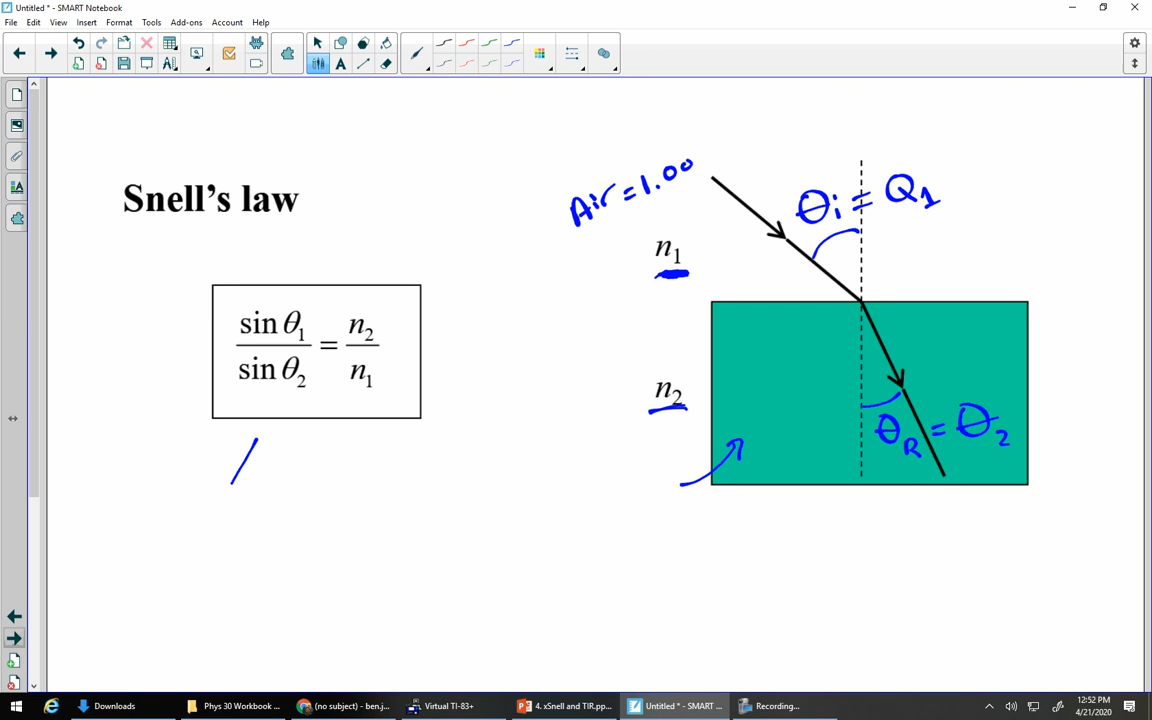 Untitled * - SMART Notebook
File Edit View Insert Format Tools Add-ons Account Help
Snell's law
sin θ1 / sin θ2 = n2 / n1
Air = 1.00
θi = Q1
n1
n2
θR = θ2
Downloads
Phys 30 Workbook ...
(no subject) - ben.j...
Virtual TI-83+
4. xSnell and TIR.pp...
Untitled * - SMART ...
Recording...
12:52 PM
4/21/2020